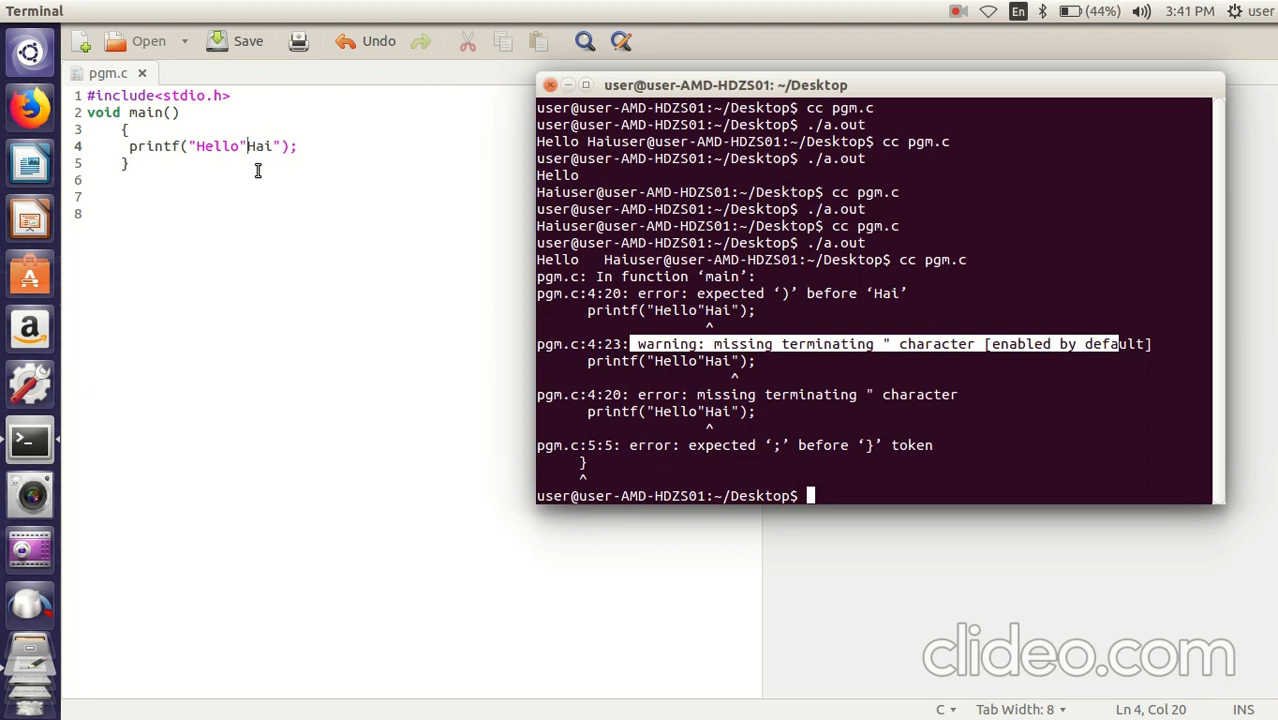 Terminal
En
(44%)
3:41 PM
user
Open
Save
Undo
pgm.c
1 #include<stdio.h>
2 void main()
3 {
4 printf("Hello"Hai");
5 }
6
7
8
user@user-AMD-HDZS01: ~/Desktop
user@user-AMD-HDZS01:~/Desktop$ cc pgm.c
user@user-AMD-HDZS01:~/Desktop$ ./a.out
Hello Haiuser@user-AMD-HDZS01:~/Desktop$ cc pgm.c
user@user-AMD-HDZS01:~/Desktop$ ./a.out
Hello
Haiuser@user-AMD-HDZS01:~/Desktop$ cc pgm.c
user@user-AMD-HDZS01:~/Desktop$ ./a.out
Haiuser@user-AMD-HDZS01:~/Desktop$ cc pgm.c
user@user-AMD-HDZS01:~/Desktop$ ./a.out
Hello   Haiuser@user-AMD-HDZS01:~/Desktop$ cc pgm.c
pgm.c: In function ‘main’:
pgm.c:4:20: error: expected ‘)’ before ‘Hai’
printf("Hello"Hai");
^
pgm.c:4:23: warning: missing terminating " character [enabled by default]
printf("Hello"Hai");
^
pgm.c:4:20: error: missing terminating " character
printf("Hello"Hai");
^
pgm.c:5:5: error: expected ‘;’ before ‘}’ token
}
^
user@user-AMD-HDZS01:~/Desktop$
clideo.com
C
Tab Width: 8
Ln 4, Col 20
INS